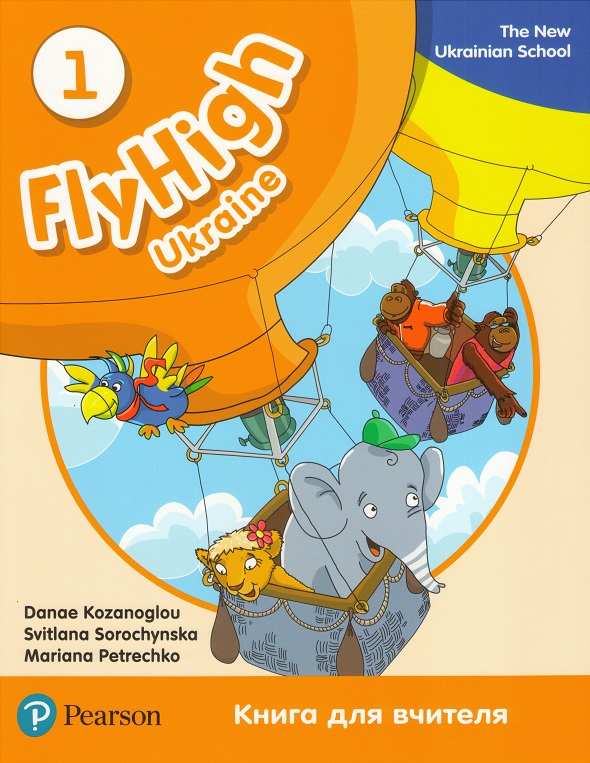 1
The New
Ukrainian School
FlyHigh
Ukraine
Danae Kozanoglou
Svitlana Sorochynska
Mariana Petrechko
P Pearson
Книга для вчителя